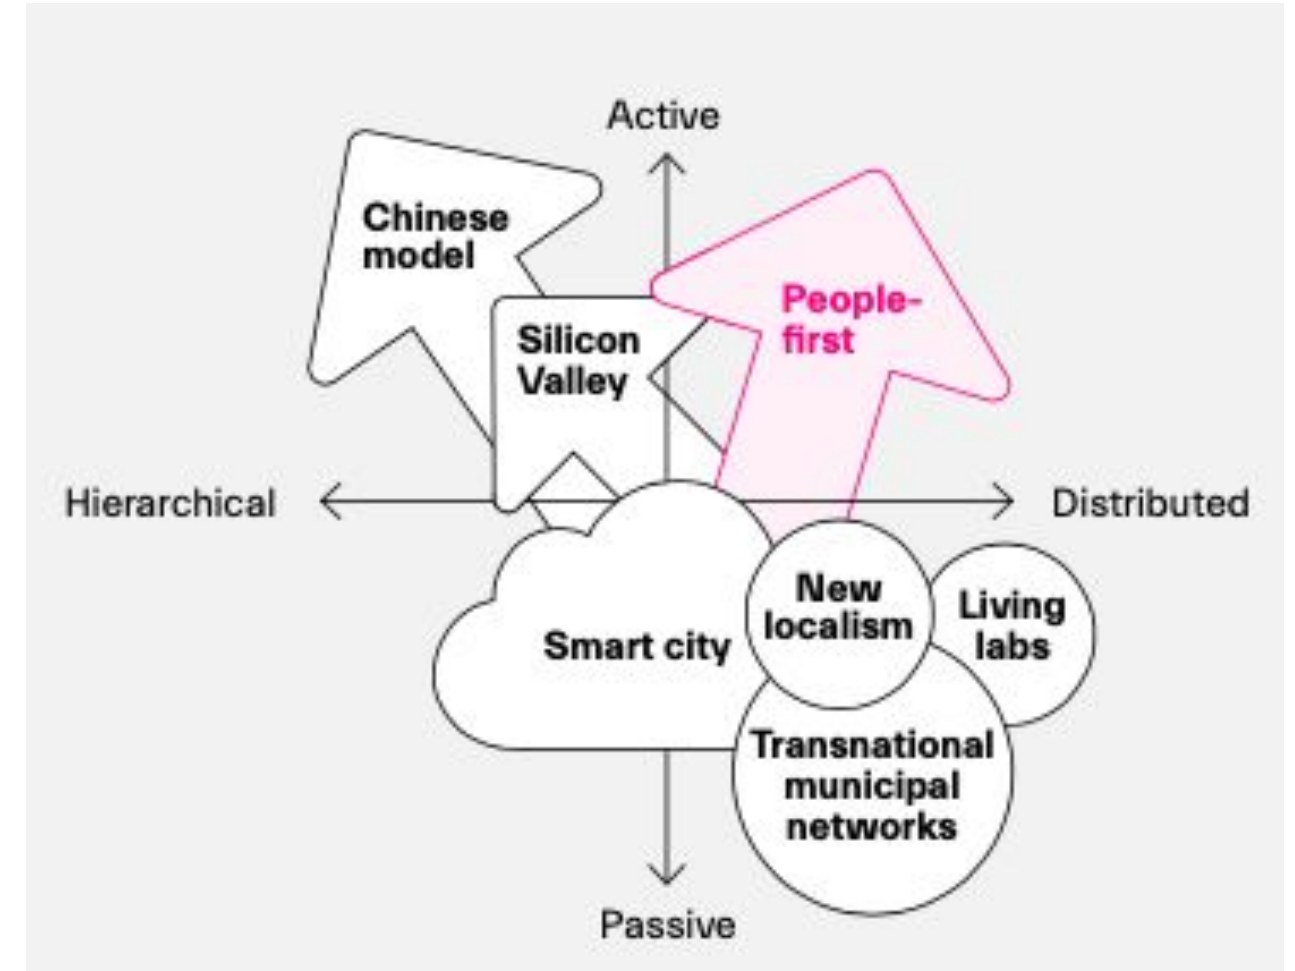 Active
Chinese
model
People-
first
Silicon
Valley
Hierarchical
Distributed
New
localism
Living
labs
Smart city
Transnational
municipal
networks
Passive